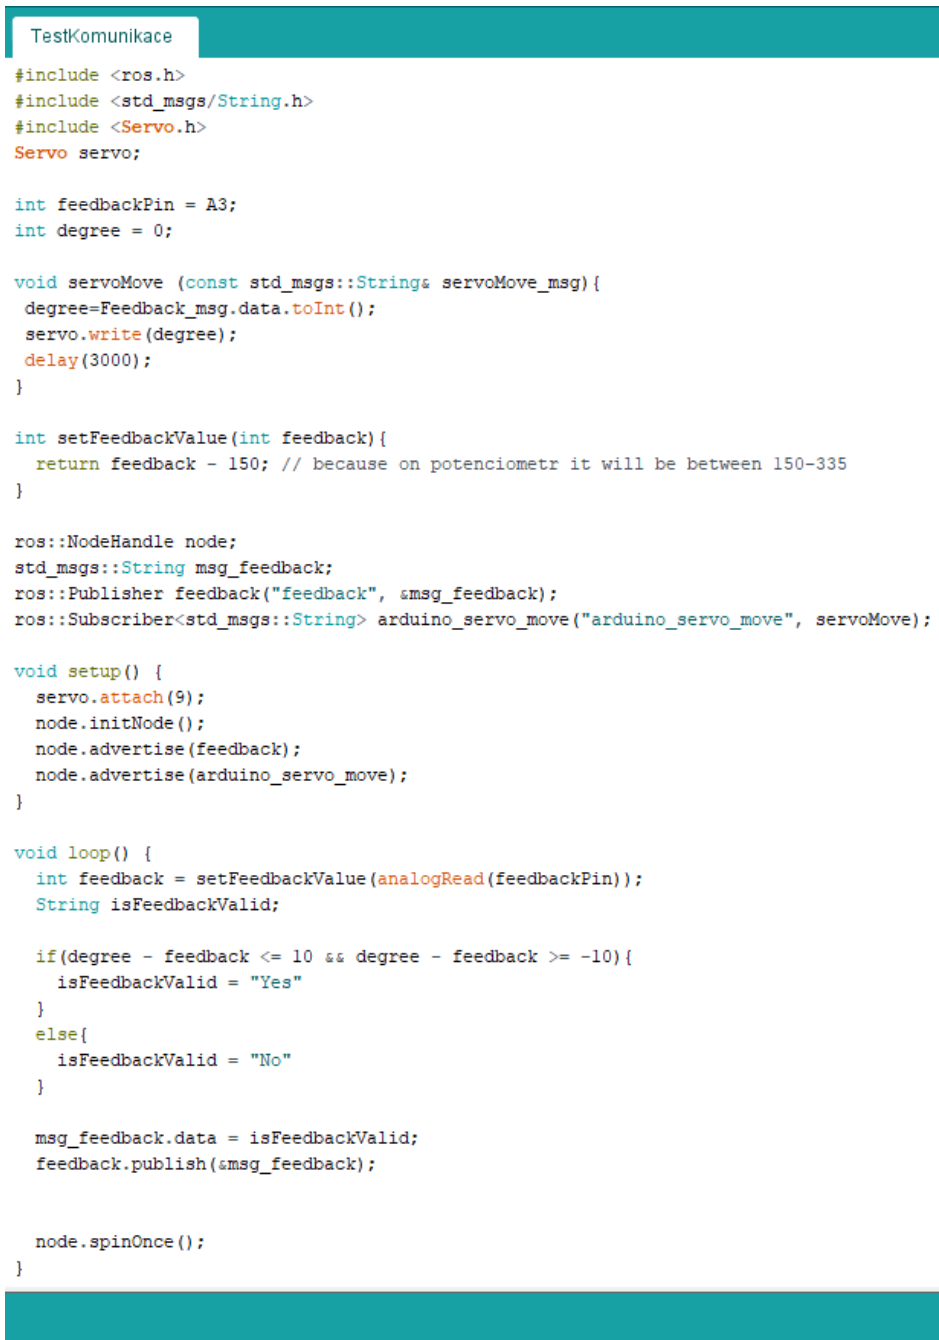 TestKomunikace
#include <ros.h>
#include <std_msgs/String.h>
#include <Servo.h>
Servo servo;
int feedbackPin = A3;
int degree = 0;
void servoMove (const std_msgs::String& servoMove_msg){
degree=Feedback_msg.data.toInt();
servo.write(degree);
delay(3000);
}
int setFeedbackValue(int feedback){
return feedback - 150; // because on potenciometr it will be between 150-335
}
ros::NodeHandle node;
std_msgs::String msg_feedback;
ros::Publisher feedback("feedback", &msg_feedback);
ros::Subscriber<std_msgs::String> arduino_servo_move("arduino_servo_move", servoMove);
void setup() {
servo.attach(9);
node.initNode();
node.advertise(feedback);
node.advertise(arduino_servo_move);
}
void loop() {
int feedback = setFeedbackValue(analogRead(feedbackPin));
String isFeedbackValid;
if(degree - feedback <= 10 && degree - feedback >= -10){
isFeedbackValid = "Yes"
}
else{
isFeedbackValid = "No"
}
msg_feedback.data = isFeedbackValid;
feedback.publish(&msg_feedback);
node.spinOnce();
}